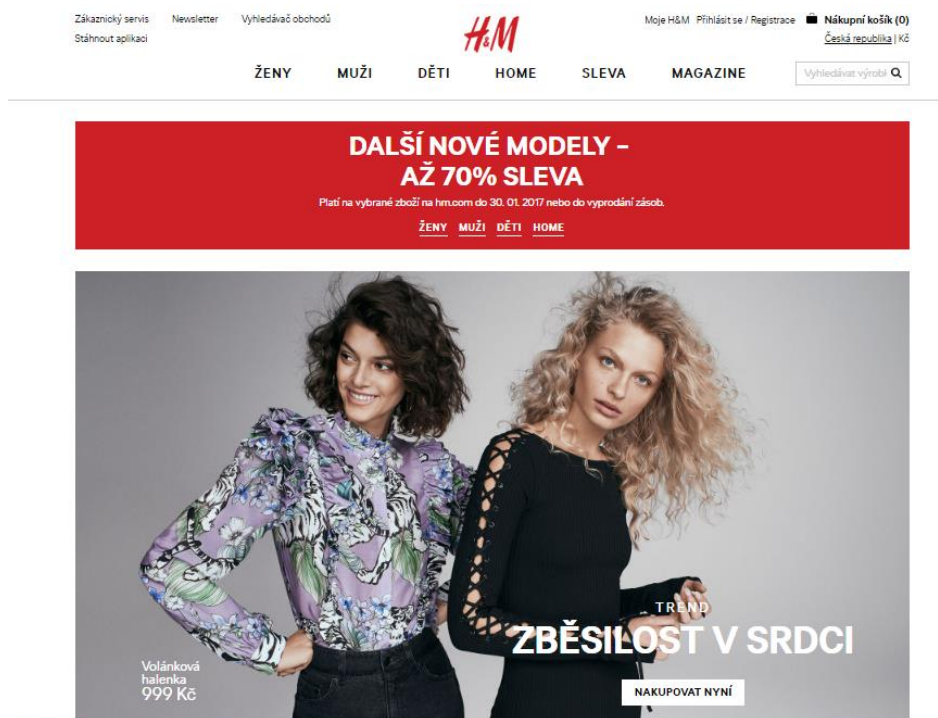 Zákaznický servis Newsletter Vyhledávač obchodů
Stáhnout aplikaci
H&M
Moje H&M Přihlásit se / Registrace Nákupní košík (0)
Česká republika | Kč
ŽENY MUŽI DĚTI HOME SLEVA MAGAZINE
Vyhledávat výrobk
DALŠÍ NOVÉ MODELY –
AŽ 70% SLEVA
Platí na vybrané zboží na hm.com do 30. 01. 2017 nebo do vyprodání zásob.
ŽENY MUŽI DĚTI HOME
TREND
ZBĚSILOST V SRDCI
Volánková
halenka
999 Kč
NAKUPOVAT NYNÍ